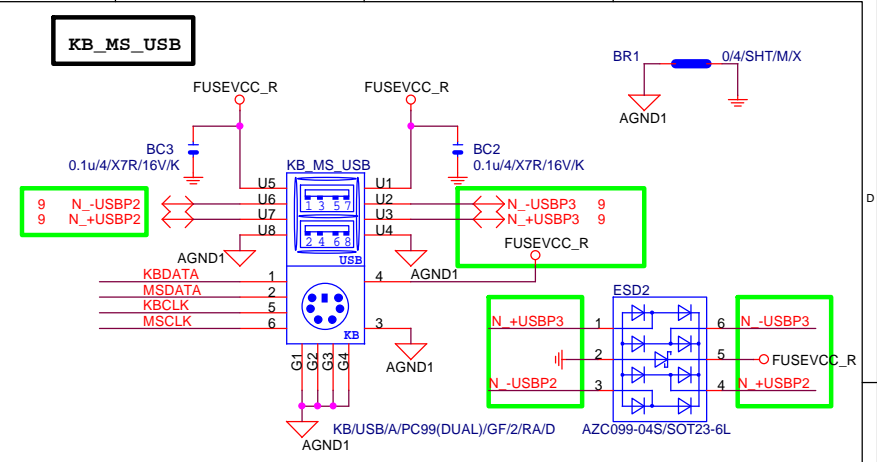 KB_MS_USB
BR1
0/4/SHT/M/X
AGND1
FUSEVCC_R
FUSEVCC_R
BC3
0.1u/4/X7R/16V/K
BC2
0.1u/4/X7R/16V/K
KB_MS_USB
U5
U6
U7
U8
U1
U2
U3
U4
1 3 5 7
2 4 6 8
USB
9 N_-USBP2
9 N_+USBP2
N_-USBP3 9
N_+USBP3 9
FUSEVCC_R
AGND1
AGND1
KBDATA 1
MSDATA 2
KBCLK 5
MSCLK 6
4
3
KB
AGND1
G1
G2
G3
G4
AGND1
KB/USB/A/PC99(DUAL)/GF/2/RA/D
ESD2
N_+USBP3 1
2
N_-USBP2 3
6 N_-USBP3
5 FUSEVCC_R
4 N_+USBP2
AZC099-04S/SOT23-6L
D